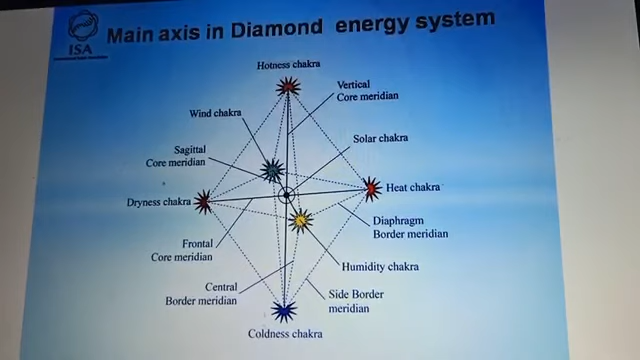 ISA
Main axis in Diamond energy system
Hotness chakra
Vertical
Core meridian
Wind chakra
Solar chakra
Sagittal
Core meridian
Heat chakra
Dryness chakra
Diaphragm
Border meridian
Frontal
Core meridian
Humidity chakra
Central
Border meridian
Side Border
meridian
Coldness chakra